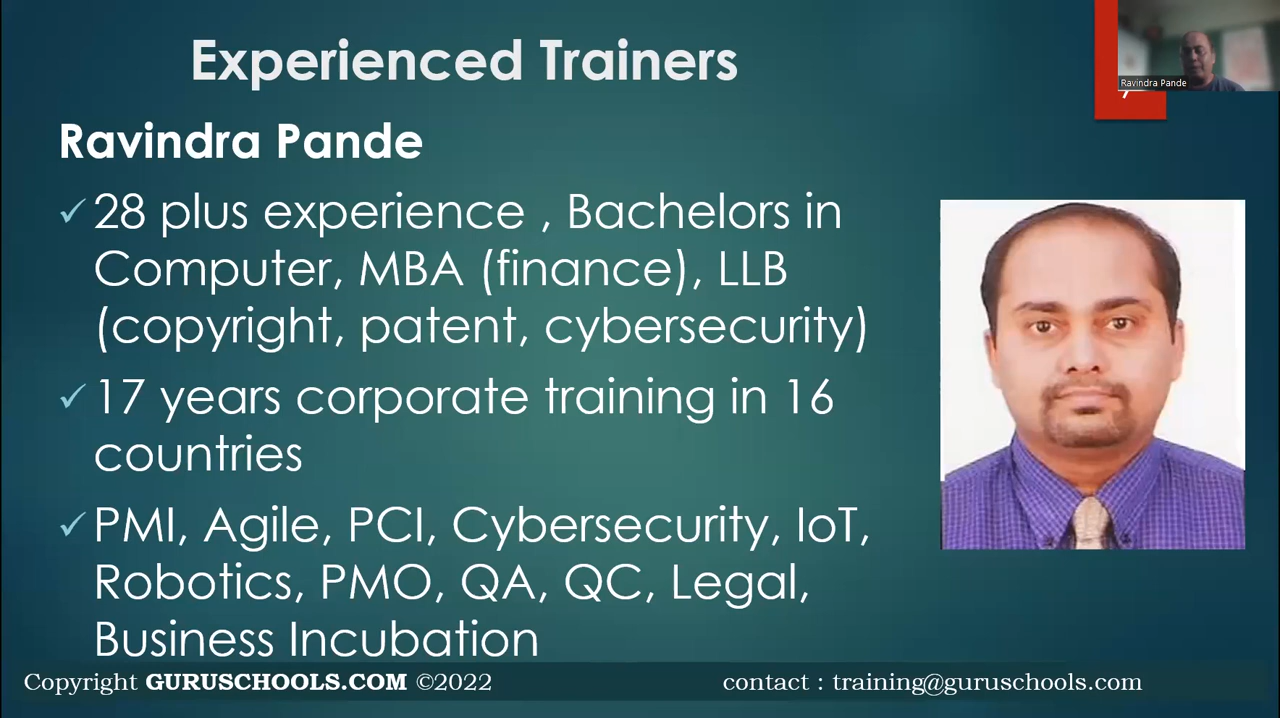 Experienced Trainers
Ravindra Pande
Ravindra Pande
✓ 28 plus experience , Bachelors in
Computer, MBA (finance), LLB
(copyright, patent, cybersecurity)
✓ 17 years corporate training in 16
countries
✓ PMI, Agile, PCI, Cybersecurity, IoT,
Robotics, PMO, QA, QC, Legal,
Business Incubation
Copyright GURUSCHOOLS.COM ©2022
contact : training@guruschools.com